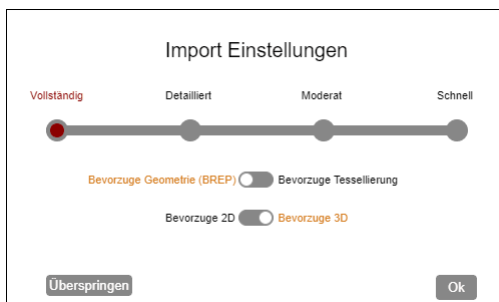 Import Einstellungen
Vollständig Detailliert Moderat Schnell
Bevorzuge Geometrie (BREP) Bevorzuge Tessellierung
Bevorzuge 2D Bevorzuge 3D
Überspringen Ok